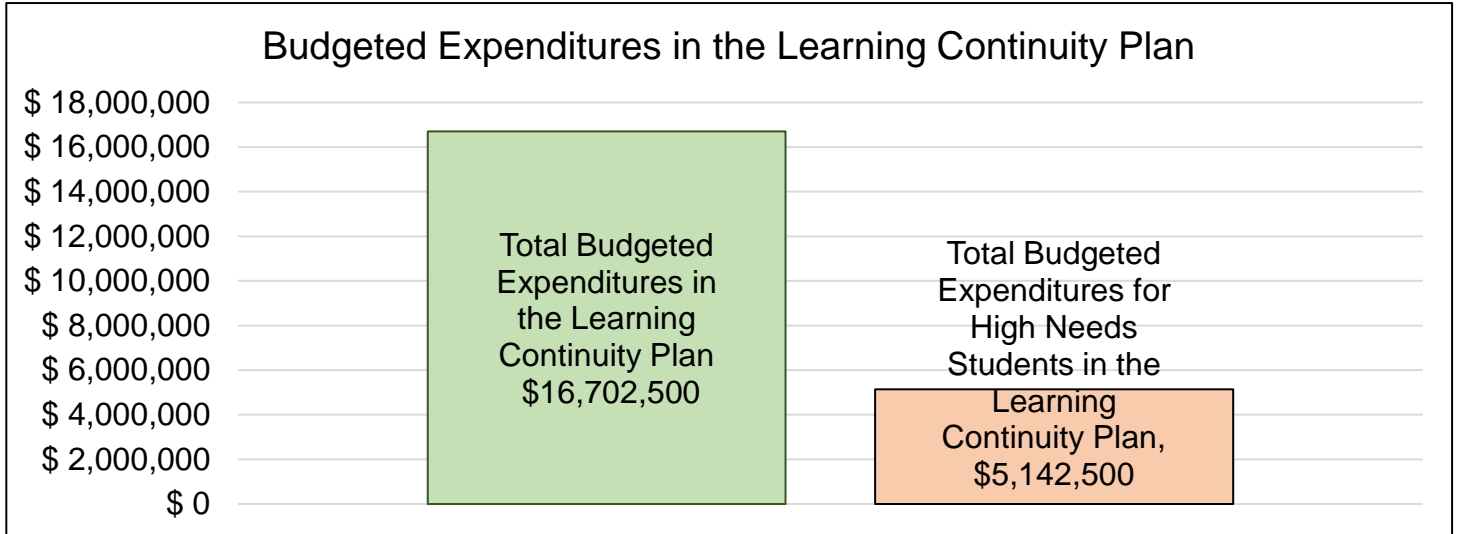 Budgeted Expenditures in the Learning Continuity Plan
$ 18,000,000
$ 16,000,000
$ 14,000,000
$ 12,000,000
$ 10,000,000
$ 8,000,000
$ 6,000,000
$ 4,000,000
$ 2,000,000
$ 0
Total Budgeted
Expenditures in
the Learning
Continuity Plan
$16,702,500
Total Budgeted
Expenditures for
High Needs
Students in the
Learning
Continuity Plan,
$5,142,500